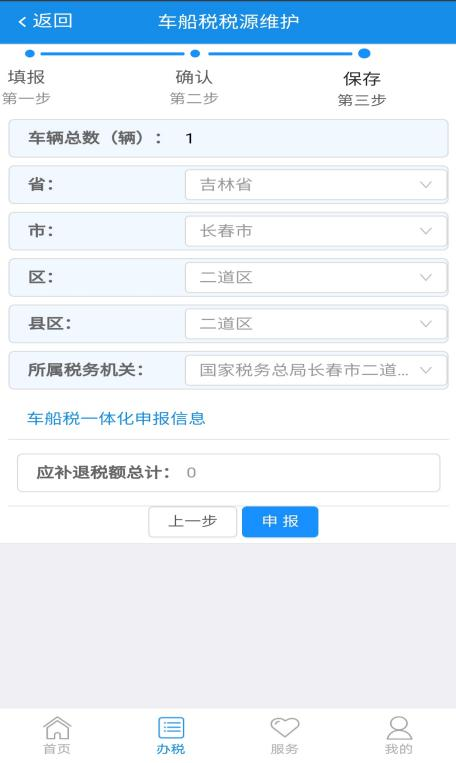 返回 车船税税源维护
填报 确认 保存
第一步 第二步 第三步
车辆总数（辆）： 1
省： 吉林省
市： 长春市
区： 二道区
县区： 二道区
所属税务机关： 国家税务总局长春市二道...
车船税一体化申报信息
应补退税额总计： 0
上一步 申 报
首页 办税 服务 我的